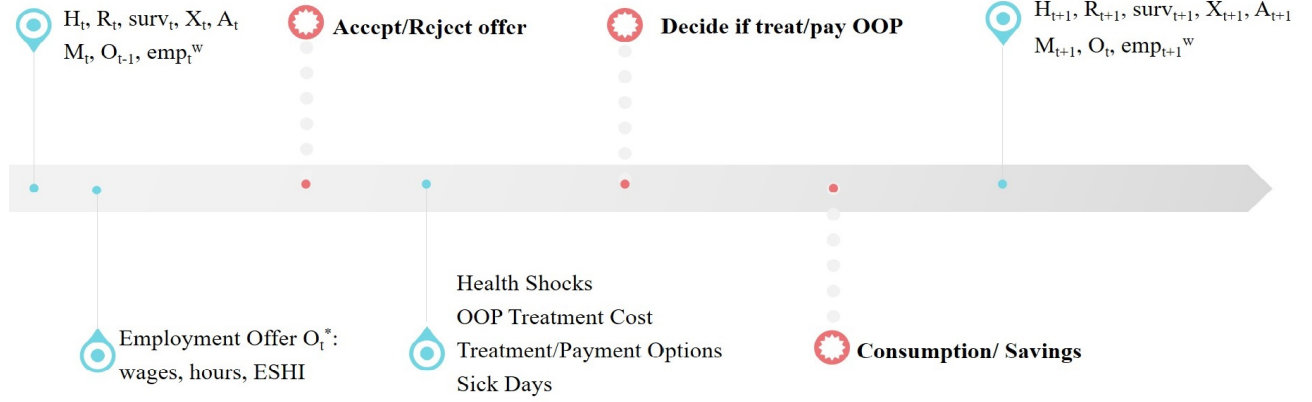 Hₜ, Rₜ, survₜ, Xₜ, Aₜ
Mₜ, Oₜ₋₁, empₜʷ
Accept/Reject offer
Decide if treat/pay OOP
Hₜ₊₁, Rₜ₊₁, survₜ₊₁, Xₜ₊₁, Aₜ₊₁
Mₜ₊₁, Oₜ, empₜ₊₁ʷ
Employment Offer Oₜ*:
wages, hours, ESHI
Health Shocks
OOP Treatment Cost
Treatment/Payment Options
Sick Days
Consumption/ Savings